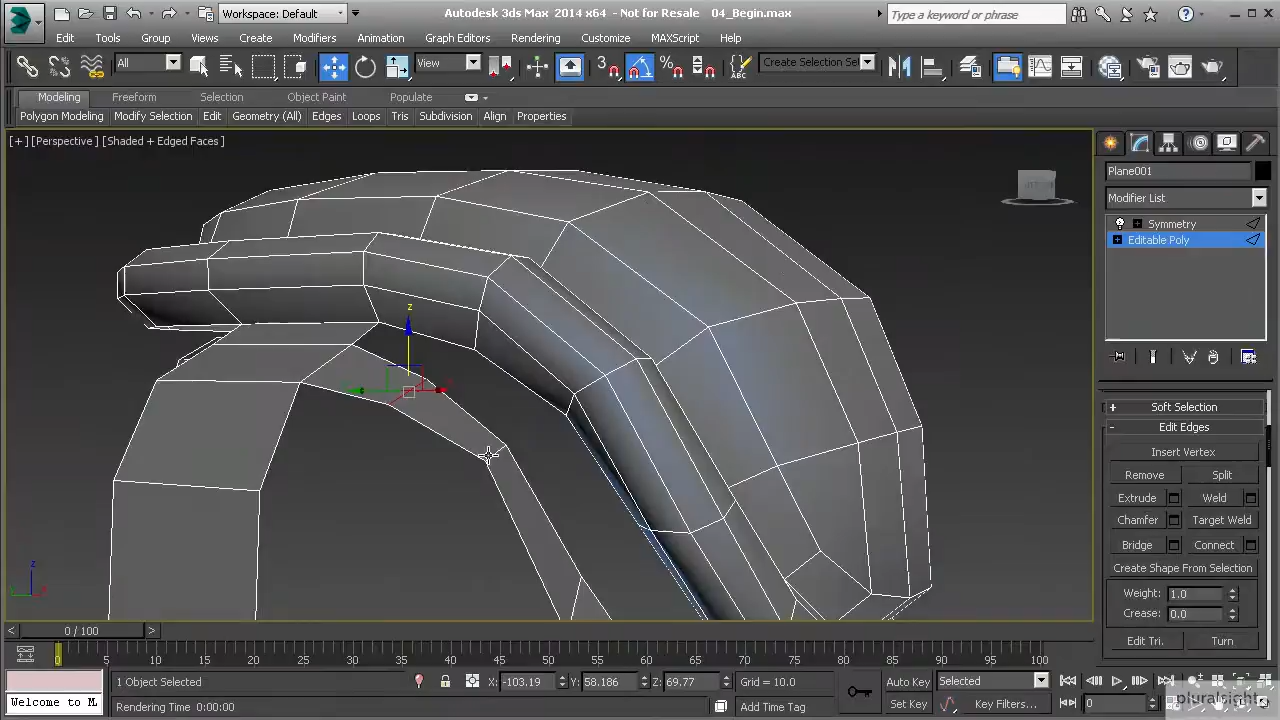 Workspace: Default
Autodesk 3ds Max 2014 x64 - Not for Resale 04_Begin.max
Type a keyword or phrase
Edit Tools Group Views Create Modifiers Animation Graph Editors Rendering Customize MAXScript Help
All View 3 Create Selection Se
Modeling Freeform Selection Object Paint Populate
Polygon Modeling Modify Selection Edit Geometry (All) Edges Loops Tris Subdivision Align Properties
[+] [Perspective] [Shaded + Edged Faces]
Plane001
Modifier List
Symmetry
Editable Poly
z
Soft Selection
Edit Edges
Insert Vertex
Remove Split
Extrude Weld
Chamfer Target Weld
Bridge Connect
Create Shape From Selection
Weight: 1.0
Crease: 0.0
Edit Tri. Turn
z
0 / 100
0 5 10 15 20 25 30 35 40 45 50 55 60 65 70 75 80 85 90 95 100
1 Object Selected X: -103.19 Y: 58.186 Z: 69.77 Grid = 10.0 Auto Key Selected
Welcome to M Rendering Time 0:00:00 Add Time Tag Set Key Key Filters... 0
pluralsight